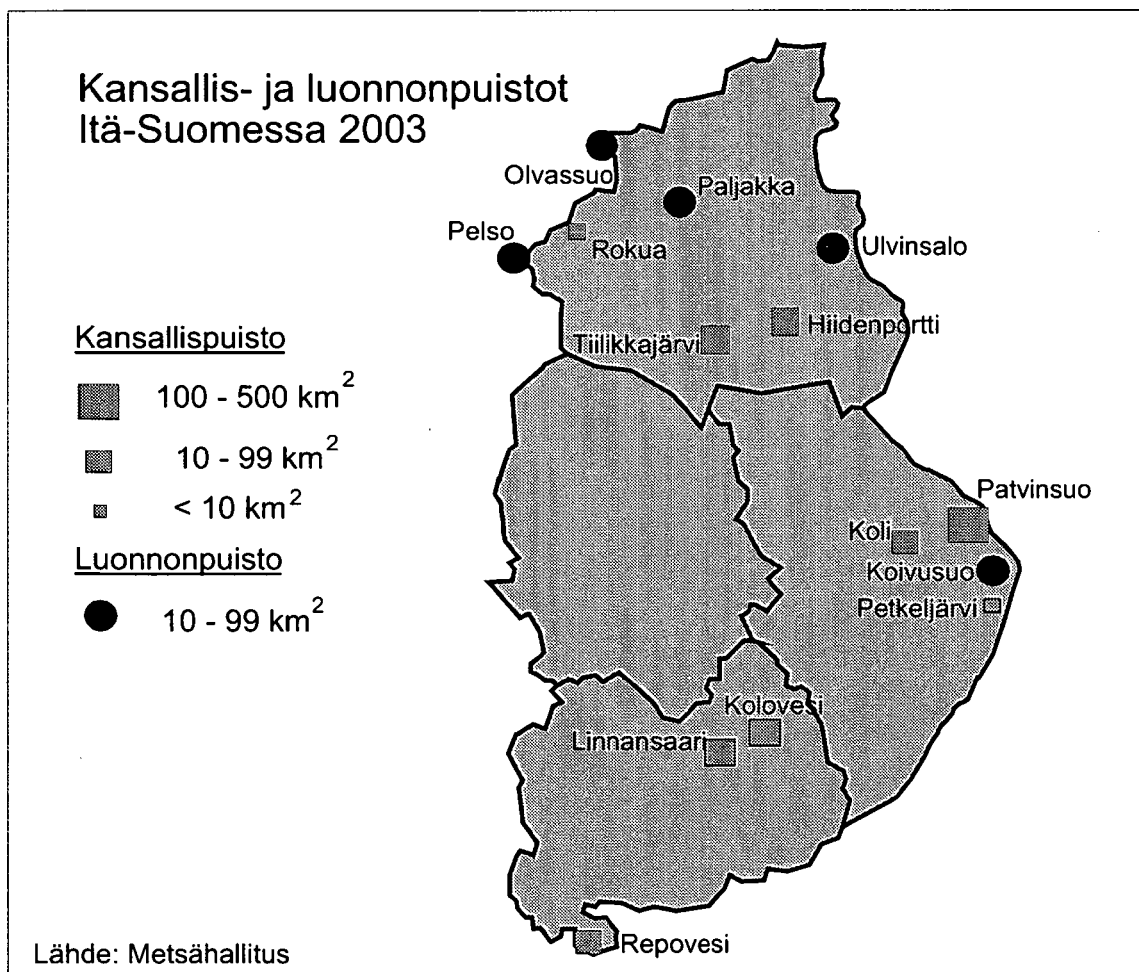 Kansallis- ja luonnonpuistot
Itä-Suomessa 2003
Olvassuo
Paljakka
Pelso
Rokua
Ulvinsalo
Hiidenportti
Tiilikkajärvi
Kansallispuisto
100 - 500 km²
10 - 99 km²
< 10 km²
Luonnonpuisto
10 - 99 km²
Patvinsuo
Koli
Koivusuo
Petkeljärvi
Kolovesi
Linnansaari
Repovesi
Lähde: Metsähallitus